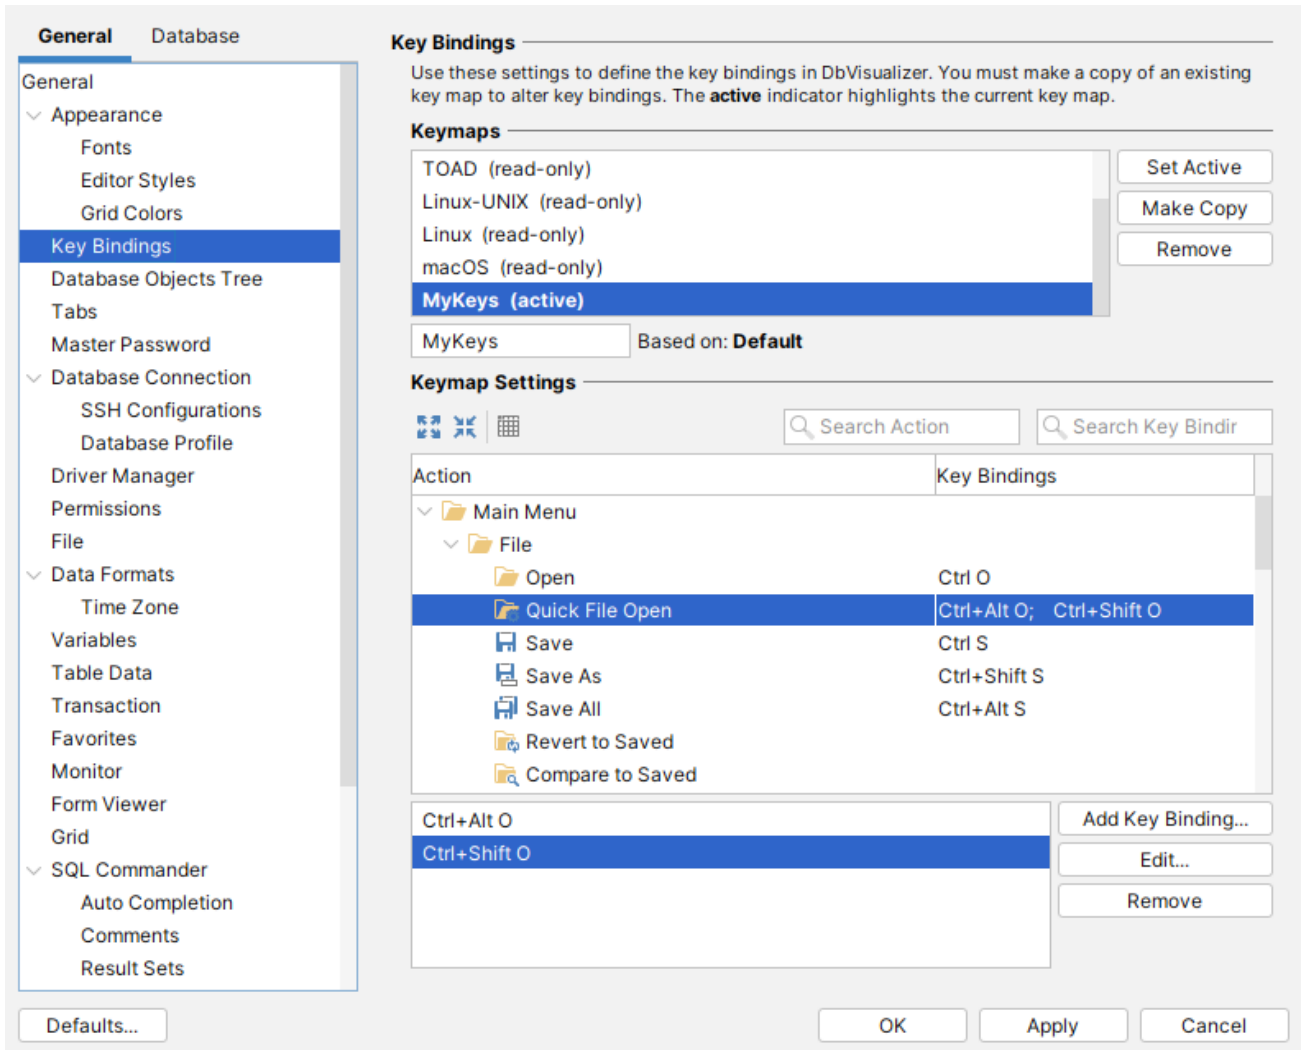 General Database
General
Appearance
Fonts
Editor Styles
Grid Colors
Key Bindings
Database Objects Tree
Tabs
Master Password
Database Connection
SSH Configurations
Database Profile
Driver Manager
Permissions
File
Data Formats
Time Zone
Variables
Table Data
Transaction
Favorites
Monitor
Form Viewer
Grid
SQL Commander
Auto Completion
Comments
Result Sets
Key Bindings
Use these settings to define the key bindings in DbVisualizer. You must make a copy of an existing
key map to alter key bindings. The active indicator highlights the current key map.
Keymaps
TOAD (read-only)
Linux-UNIX (read-only)
Linux (read-only)
macOS (read-only)
MyKeys (active)
Set Active
Make Copy
Remove
MyKeys Based on: Default
Keymap Settings
Search Action Search Key Bindir
Action Key Bindings
Main Menu
File
Open Ctrl O
Quick File Open Ctrl+Alt O; Ctrl+Shift O
Save Ctrl S
Save As Ctrl+Shift S
Save All Ctrl+Alt S
Revert to Saved
Compare to Saved
Ctrl+Alt O
Ctrl+Shift O
Add Key Binding...
Edit...
Remove
Defaults... OK Apply Cancel